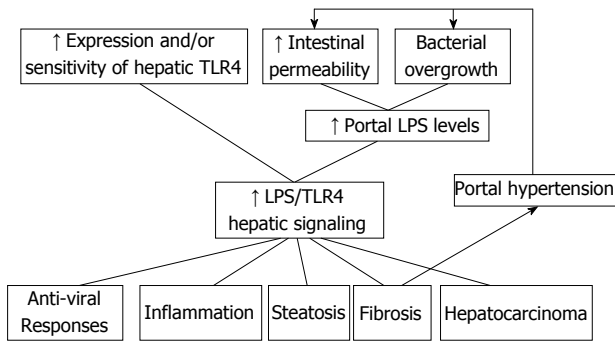 ↑ Expression and/or
sensitivity of hepatic TLR4
↑ Intestinal
permeability
Bacterial
overgrowth
↑ Portal LPS levels
↑ LPS/TLR4
hepatic signaling
Portal hypertension
Anti-viral
Responses
Inflammation
Steatosis
Fibrosis
Hepatocarcinoma